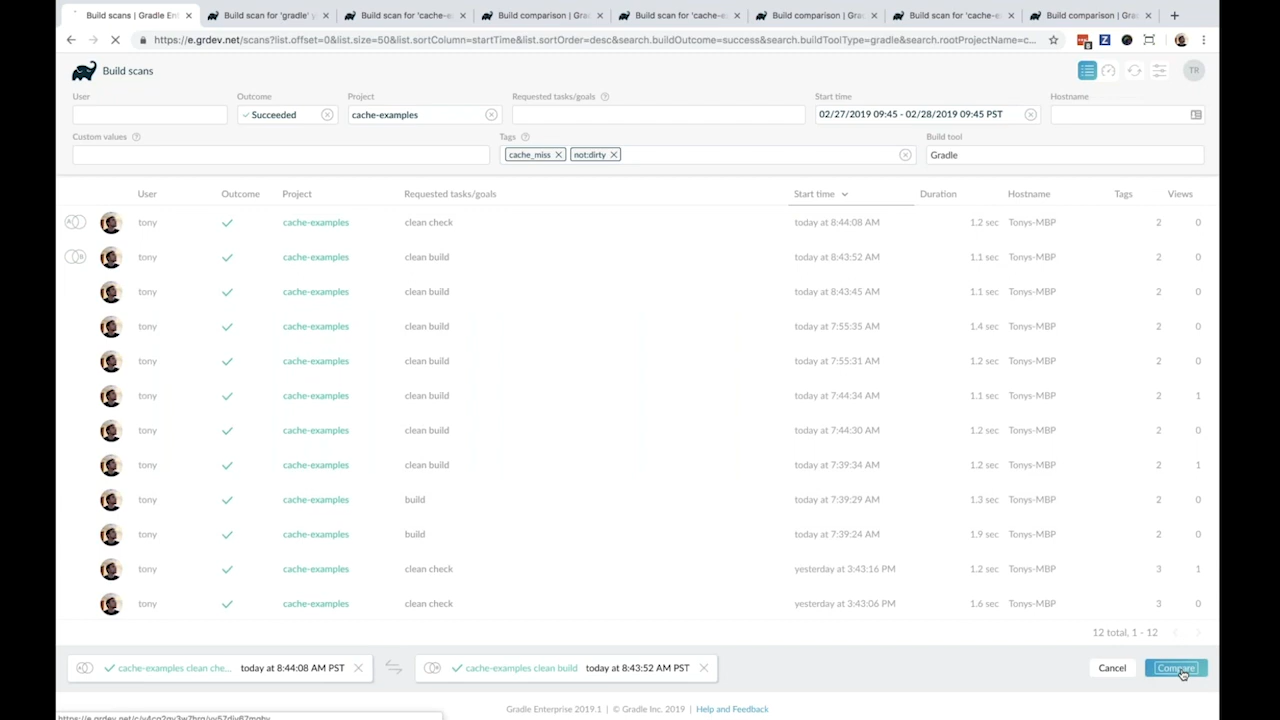 Build scans | Gradle Ent
Build scan for 'gradle'
Build scan for 'cache-e
Build comparison | Grad
Build scan for 'cache-e
Build comparison | Grad
Build scan for 'cache-e
Build comparison | Grad
https://e.grdev.net/scans?list.offset=0&list.size=50&list.sortColumn=startTime&list.sortOrder=desc&search.buildOutcome=success&search.buildToolType=gradle&search.rootProjectName=c...
Build scans
TR
User Outcome Project Requested tasks/goals Start time Hostname
Succeeded cache-examples 02/27/2019 09:45 - 02/28/2019 09:45 PST
Custom values Tags Build tool
cache_miss not:dirty Gradle
User Outcome Project Requested tasks/goals Start time Duration Hostname Tags Views
tony cache-examples clean check today at 8:44:08 AM 1.2 sec Tonys-MBP 2 0
tony cache-examples clean build today at 8:43:52 AM 1.1 sec Tonys-MBP 2 0
tony cache-examples clean build today at 8:43:45 AM 1.1 sec Tonys-MBP 2 0
tony cache-examples clean build today at 7:55:35 AM 1.4 sec Tonys-MBP 2 0
tony cache-examples clean build today at 7:55:31 AM 1.2 sec Tonys-MBP 2 0
tony cache-examples clean build today at 7:44:34 AM 1.1 sec Tonys-MBP 2 1
tony cache-examples clean build today at 7:44:30 AM 1.2 sec Tonys-MBP 2 0
tony cache-examples clean build today at 7:39:34 AM 1.2 sec Tonys-MBP 2 1
tony cache-examples build today at 7:39:29 AM 1.3 sec Tonys-MBP 2 0
tony cache-examples build today at 7:39:24 AM 1.9 sec Tonys-MBP 2 0
tony cache-examples clean check yesterday at 3:43:16 PM 1.2 sec Tonys-MBP 3 1
tony cache-examples clean check yesterday at 3:43:06 PM 1.6 sec Tonys-MBP 3 0
12 total, 1 - 12
cache-examples clean che... today at 8:44:08 AM PST cache-examples clean build today at 8:43:52 AM PST Cancel Compare
Gradle Enterprise 2019.1 | © Gradle Inc. 2019 | Help and Feedback